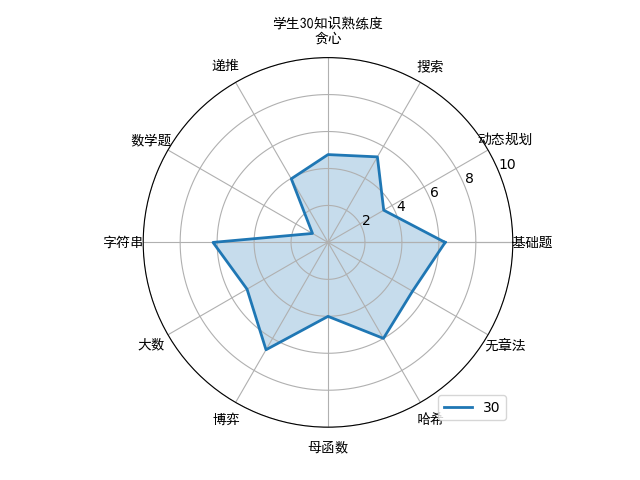 学生30知识熟练度
贪心
递推
搜索
数学题
动态规划
10
8
6
4
2
字符串
基础题
大数
无章法
博弈
哈希
30
母函数